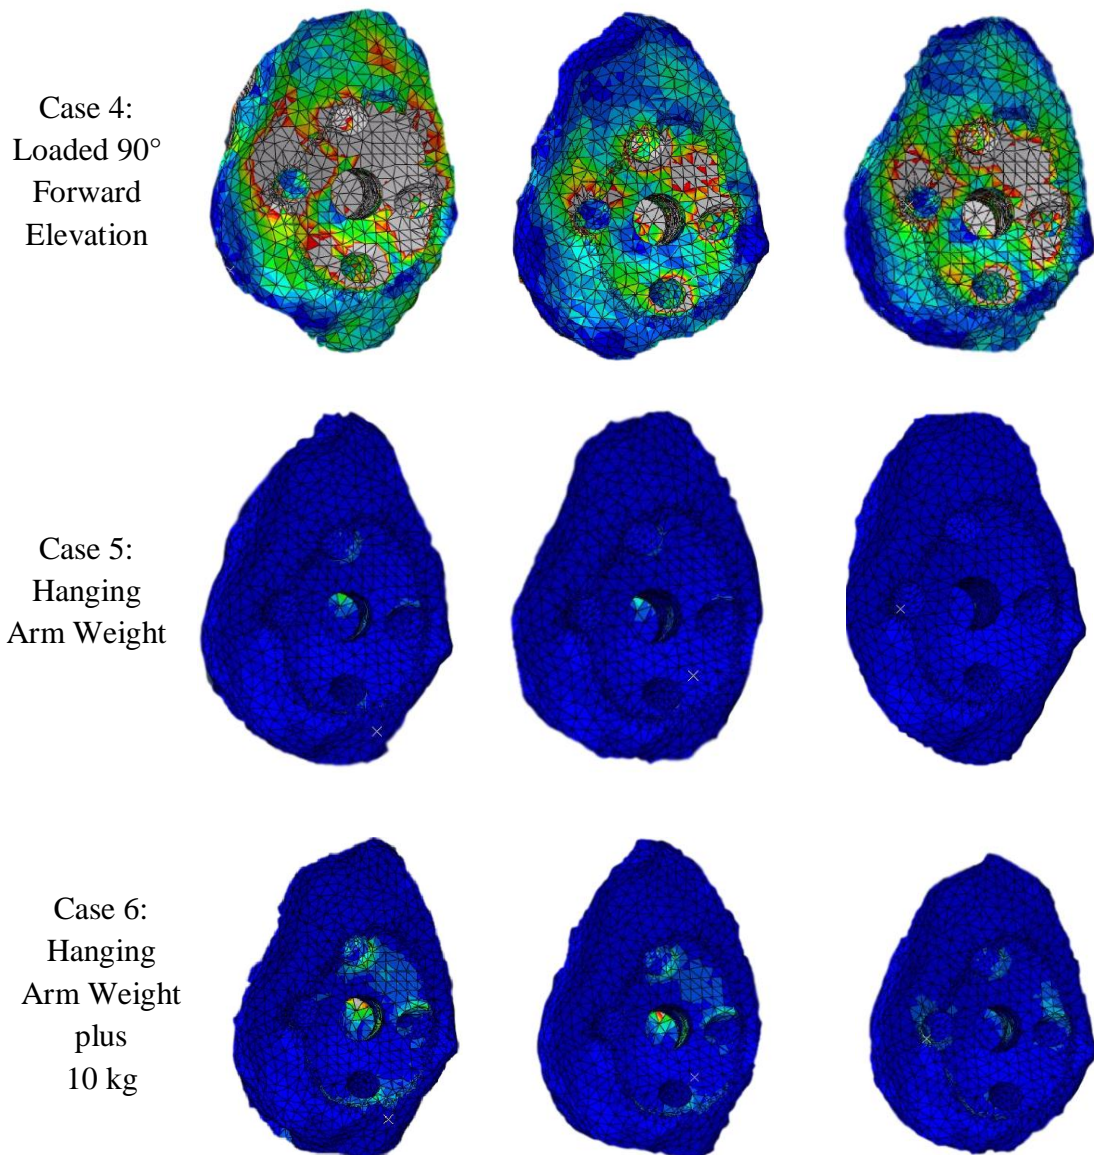 Case 4:
Loaded 90°
Forward
Elevation
Case 5:
Hanging
Arm Weight
Case 6:
Hanging
Arm Weight
plus
10 kg